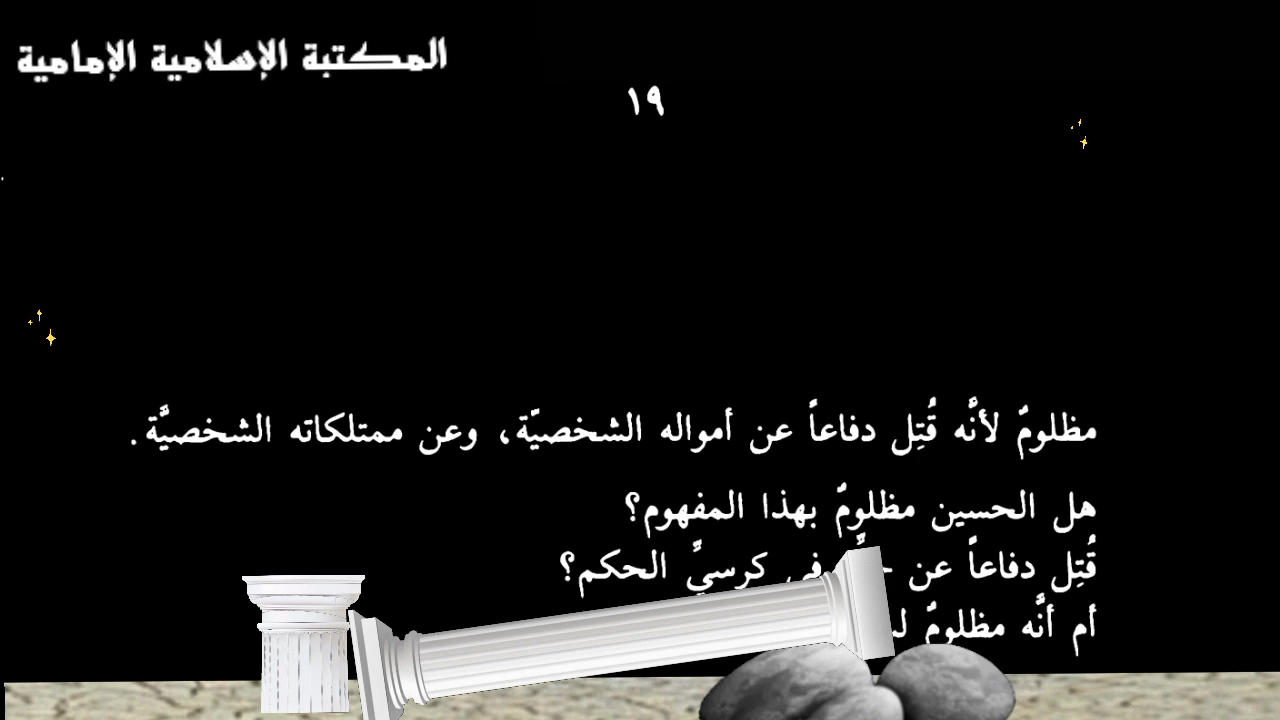 المكتبة الإسلامية الإمامية
١٩
مظلومٌ لأنَّه قُتِل دفاعاً عن أمواله الشخصيّة، وعن ممتلكاته الشخصيَّة.
هل الحسين مظلومٌ بهذا المفهوم؟
قُتِل دفاعاً عن في كرسيِّ الحكم؟
أم أنَّه مظلومٌ